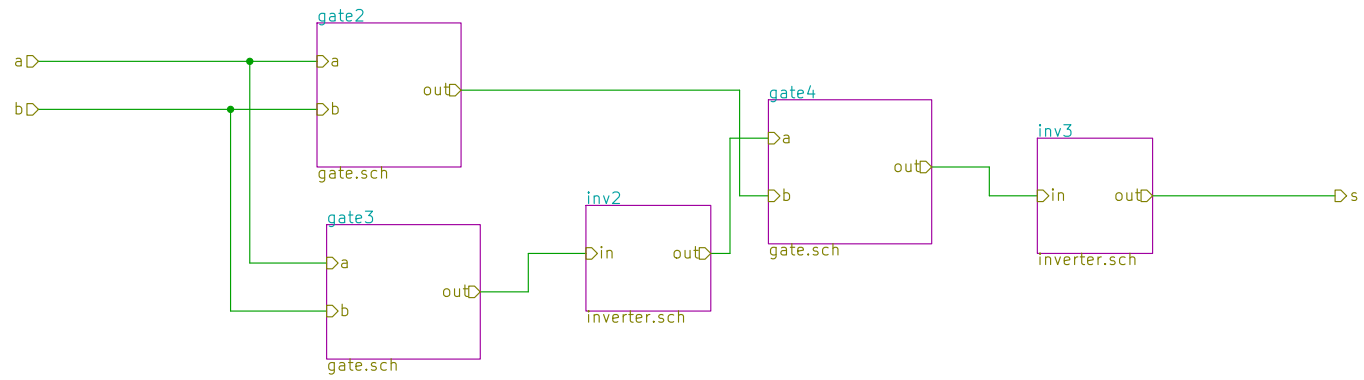 gate2
a
a
out
b
b
gate4
gate.sch
inv3
a
out
inv2
b
in
out
s
gate3
gate.sch
inverter.sch
a
in
out
out
b
inverter.sch
gate.sch